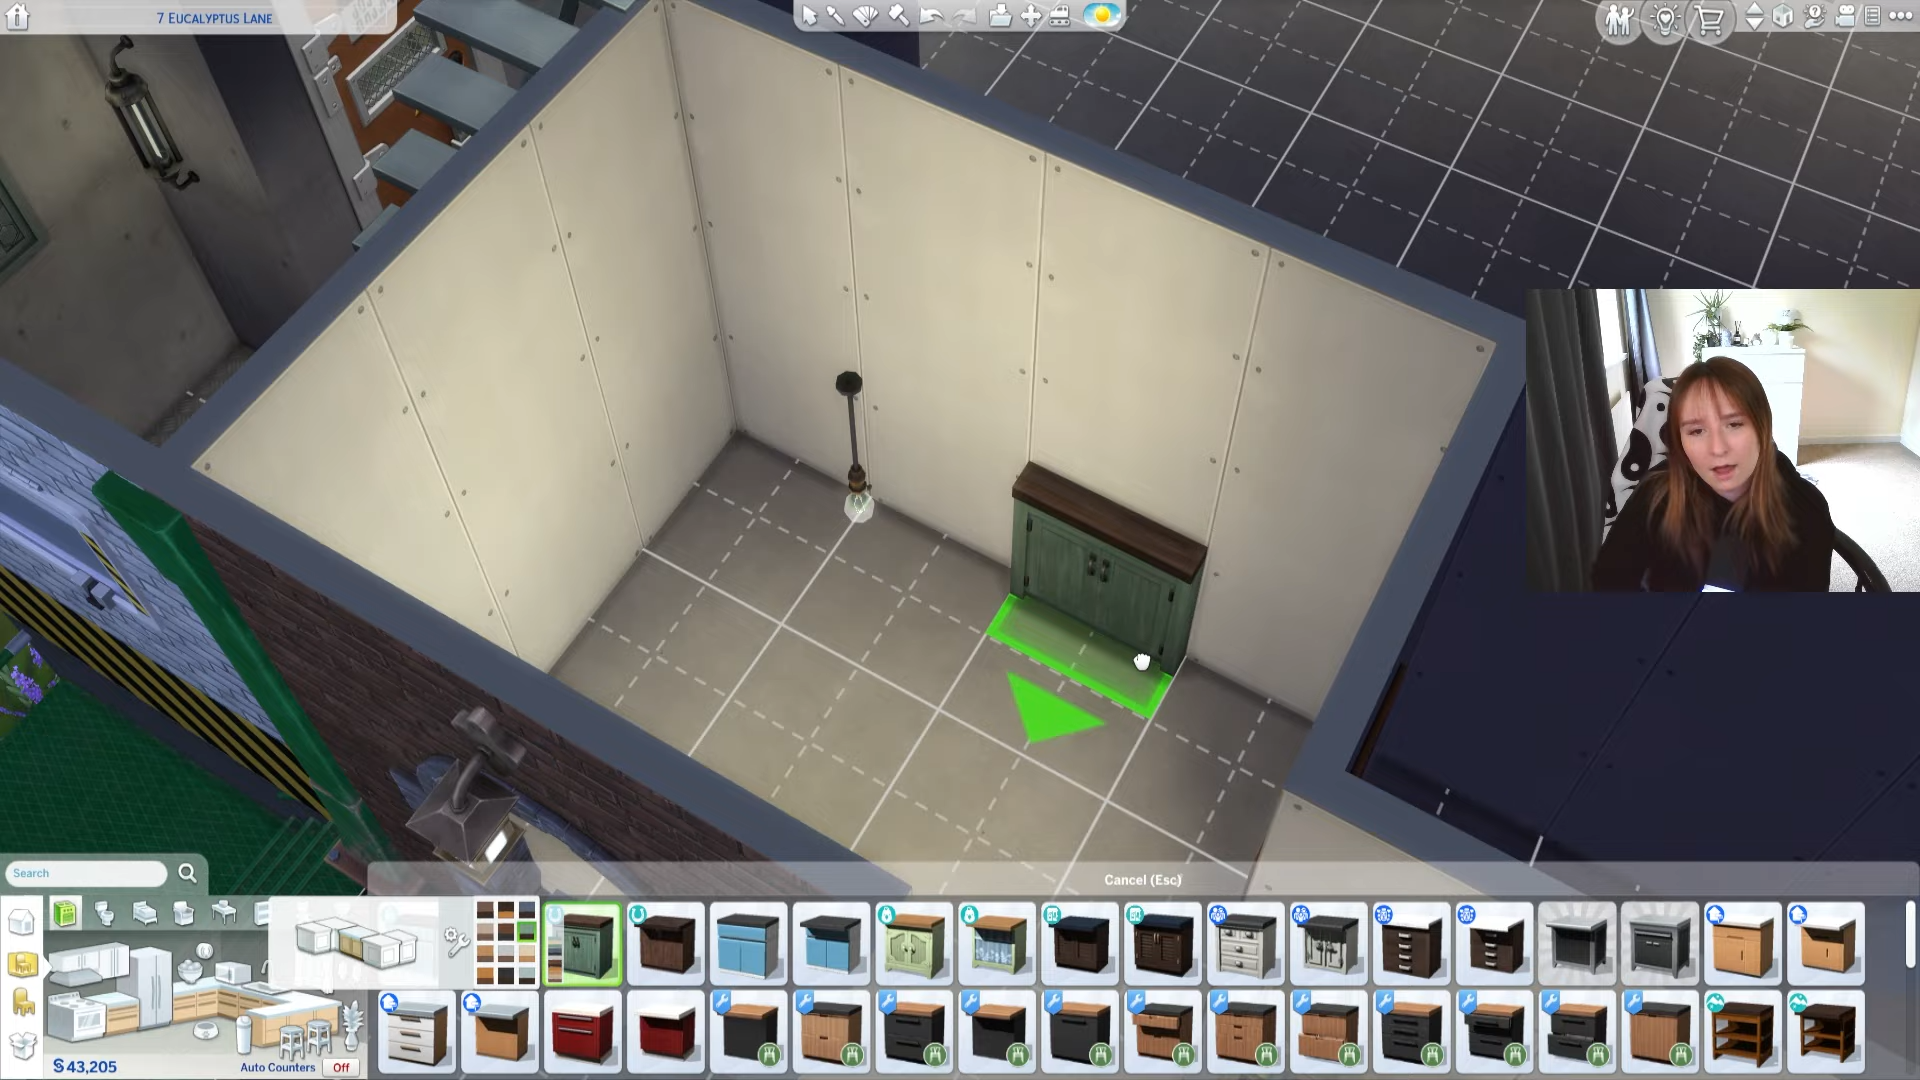 7 EUCALYPTUS LANE
Cancel (Esc)
Search
§43,205
Auto Counters
Off